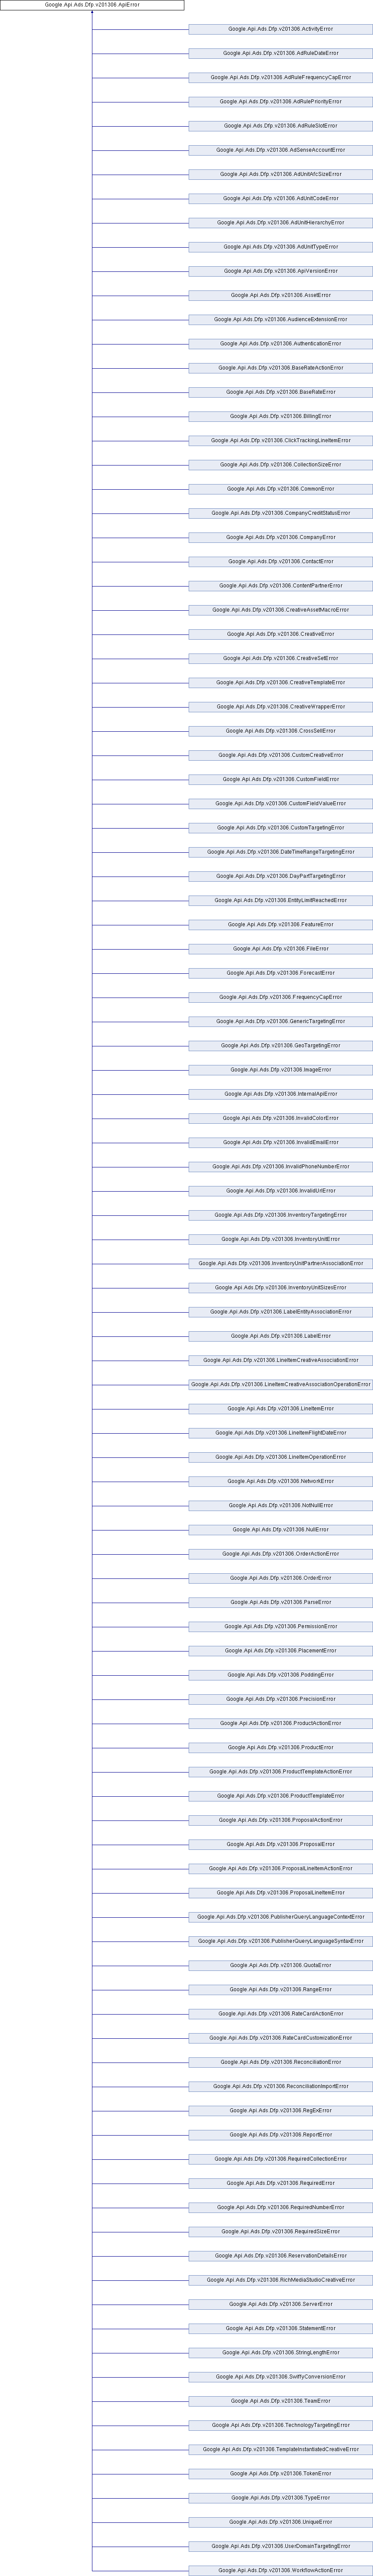 Google.Api.Ads.Dfp.v201306.ApiError
Google.Api.Ads.Dfp.v201306.ActivityError
Google.Api.Ads.Dfp.v201306.AdRuleDateError
Google.Api.Ads.Dfp.v201306.AdRuleFrequencyCapError
Google.Api.Ads.Dfp.v201306.AdRulePriorityError
Google.Api.Ads.Dfp.v201306.AdRuleSlotError
Google.Api.Ads.Dfp.v201306.AdSenseAccountError
Google.Api.Ads.Dfp.v201306.AdUnitAfcSizeError
Google.Api.Ads.Dfp.v201306.AdUnitCodeError
Google.Api.Ads.Dfp.v201306.AdUnitHierarchyError
Google.Api.Ads.Dfp.v201306.AdUnitTypeError
Google.Api.Ads.Dfp.v201306.ApiVersionError
Google.Api.Ads.Dfp.v201306.AssetError
Google.Api.Ads.Dfp.v201306.AudienceExtensionError
Google.Api.Ads.Dfp.v201306.AuthenticationError
Google.Api.Ads.Dfp.v201306.BaseRateActionError
Google.Api.Ads.Dfp.v201306.BaseRateError
Google.Api.Ads.Dfp.v201306.BillingError
Google.Api.Ads.Dfp.v201306.ClickTrackingLineItemError
Google.Api.Ads.Dfp.v201306.CollectionSizeError
Google.Api.Ads.Dfp.v201306.CommonError
Google.Api.Ads.Dfp.v201306.CompanyCreditStatusError
Google.Api.Ads.Dfp.v201306.CompanyError
Google.Api.Ads.Dfp.v201306.ContactError
Google.Api.Ads.Dfp.v201306.ContentPartnerError
Google.Api.Ads.Dfp.v201306.CreativeAssetMacroError
Google.Api.Ads.Dfp.v201306.CreativeError
Google.Api.Ads.Dfp.v201306.CreativeSetError
Google.Api.Ads.Dfp.v201306.CreativeTemplateError
Google.Api.Ads.Dfp.v201306.CreativeWrapperError
Google.Api.Ads.Dfp.v201306.CrossSellError
Google.Api.Ads.Dfp.v201306.CustomCreativeError
Google.Api.Ads.Dfp.v201306.CustomFieldError
Google.Api.Ads.Dfp.v201306.CustomFieldValueError
Google.Api.Ads.Dfp.v201306.CustomTargetingError
Google.Api.Ads.Dfp.v201306.DateTimeRangeTargetingError
Google.Api.Ads.Dfp.v201306.DayPartTargetingError
Google.Api.Ads.Dfp.v201306.EntityLimitReachedError
Google.Api.Ads.Dfp.v201306.FeatureError
Google.Api.Ads.Dfp.v201306.FileError
Google.Api.Ads.Dfp.v201306.ForecastError
Google.Api.Ads.Dfp.v201306.FrequencyCapError
Google.Api.Ads.Dfp.v201306.GenericTargetingError
Google.Api.Ads.Dfp.v201306.GeoTargetingError
Google.Api.Ads.Dfp.v201306.ImageError
Google.Api.Ads.Dfp.v201306.InternalApiError
Google.Api.Ads.Dfp.v201306.InvalidColorError
Google.Api.Ads.Dfp.v201306.InvalidEmailError
Google.Api.Ads.Dfp.v201306.InvalidPhoneNumberError
Google.Api.Ads.Dfp.v201306.InvalidUrlError
Google.Api.Ads.Dfp.v201306.InventoryTargetingError
Google.Api.Ads.Dfp.v201306.InventoryUnitError
Google.Api.Ads.Dfp.v201306.InventoryUnitPartnerAssociationError
Google.Api.Ads.Dfp.v201306.InventoryUnitSizesError
Google.Api.Ads.Dfp.v201306.LabelEntityAssociationError
Google.Api.Ads.Dfp.v201306.LabelError
Google.Api.Ads.Dfp.v201306.LineItemCreativeAssociationError
Google.Api.Ads.Dfp.v201306.LineItemCreativeAssociationOperationError
Google.Api.Ads.Dfp.v201306.LineItemError
Google.Api.Ads.Dfp.v201306.LineItemFlightDateError
Google.Api.Ads.Dfp.v201306.LineItemOperationError
Google.Api.Ads.Dfp.v201306.NetworkError
Google.Api.Ads.Dfp.v201306.NotNullError
Google.Api.Ads.Dfp.v201306.NullError
Google.Api.Ads.Dfp.v201306.OrderActionError
Google.Api.Ads.Dfp.v201306.OrderError
Google.Api.Ads.Dfp.v201306.ParseError
Google.Api.Ads.Dfp.v201306.PermissionError
Google.Api.Ads.Dfp.v201306.PlacementError
Google.Api.Ads.Dfp.v201306.PoddingError
Google.Api.Ads.Dfp.v201306.PrecisionError
Google.Api.Ads.Dfp.v201306.ProductActionError
Google.Api.Ads.Dfp.v201306.ProductError
Google.Api.Ads.Dfp.v201306.ProductTemplateActionError
Google.Api.Ads.Dfp.v201306.ProductTemplateError
Google.Api.Ads.Dfp.v201306.ProposalActionError
Google.Api.Ads.Dfp.v201306.ProposalError
Google.Api.Ads.Dfp.v201306.ProposalLineItemActionError
Google.Api.Ads.Dfp.v201306.ProposalLineItemError
Google.Api.Ads.Dfp.v201306.PublisherQueryLanguageContextError
Google.Api.Ads.Dfp.v201306.PublisherQueryLanguageSyntaxError
Google.Api.Ads.Dfp.v201306.QuotaError
Google.Api.Ads.Dfp.v201306.RangeError
Google.Api.Ads.Dfp.v201306.RateCardActionError
Google.Api.Ads.Dfp.v201306.RateCardCustomizationError
Google.Api.Ads.Dfp.v201306.ReconciliationError
Google.Api.Ads.Dfp.v201306.ReconciliationImportError
Google.Api.Ads.Dfp.v201306.RegExError
Google.Api.Ads.Dfp.v201306.ReportError
Google.Api.Ads.Dfp.v201306.RequiredCollectionError
Google.Api.Ads.Dfp.v201306.RequiredError
Google.Api.Ads.Dfp.v201306.RequiredNumberError
Google.Api.Ads.Dfp.v201306.RequiredSizeError
Google.Api.Ads.Dfp.v201306.ReservationDetailsError
Google.Api.Ads.Dfp.v201306.RichMediaStudioCreativeError
Google.Api.Ads.Dfp.v201306.ServerError
Google.Api.Ads.Dfp.v201306.StatementError
Google.Api.Ads.Dfp.v201306.StringLengthError
Google.Api.Ads.Dfp.v201306.SwiffyConversionError
Google.Api.Ads.Dfp.v201306.TeamError
Google.Api.Ads.Dfp.v201306.TechnologyTargetingError
Google.Api.Ads.Dfp.v201306.TemplateInstantiatedCreativeError
Google.Api.Ads.Dfp.v201306.TokenError
Google.Api.Ads.Dfp.v201306.TypeError
Google.Api.Ads.Dfp.v201306.UniqueError
Google.Api.Ads.Dfp.v201306.UserDomainTargetingError
Google.Api.Ads.Dfp.v201306.WorkflowActionError